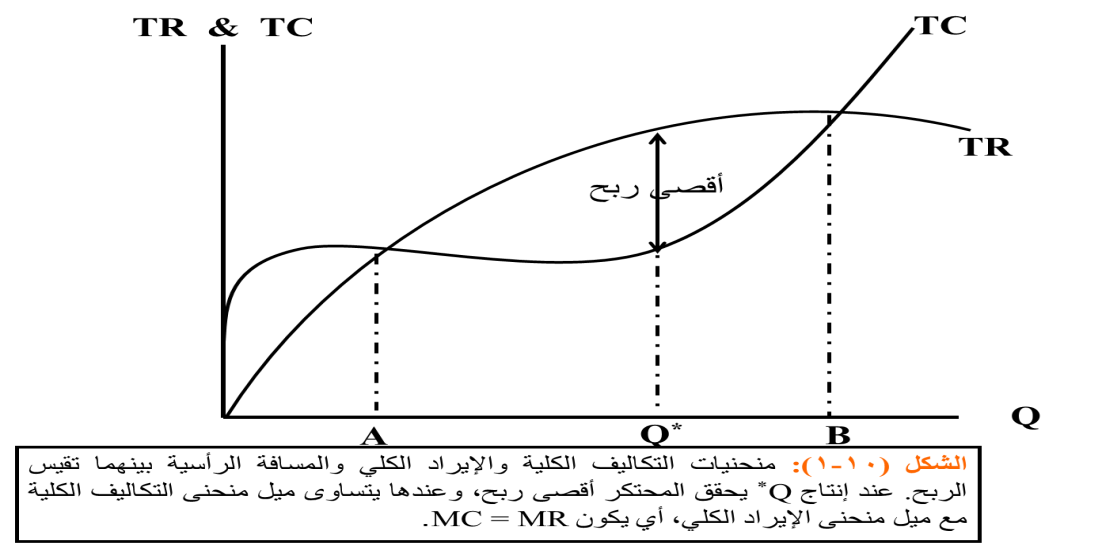 TR & TC
TC
TR
أقصى ربح
Q
A
Q*
B
الشكل (١٠-١): منحنيات التكاليف الكلية والإيراد الكلي والمسافة الرأسية بينهما تقيس
الربح. عند إنتاج Q* يحقق المحتكر أقصى ربح، وعندها يتساوى ميل منحنى التكاليف الكلية
مع ميل منحنى الإيراد الكلي، أي يكون MC = MR.